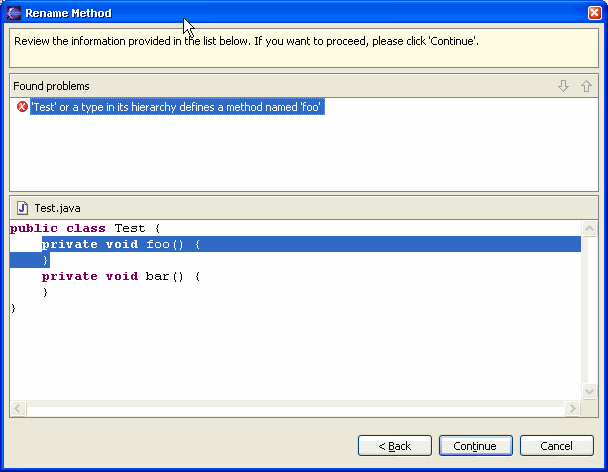 Rename Method
Review the information provided in the list below. If you want to proceed, please click 'Continue'.
Found problems
'Test' or a type in its hierarchy defines a method named 'foo'
Test.java
public class Test {
    private void foo() {
    }
    private void bar() {
    }
}
< Back
Continue
Cancel